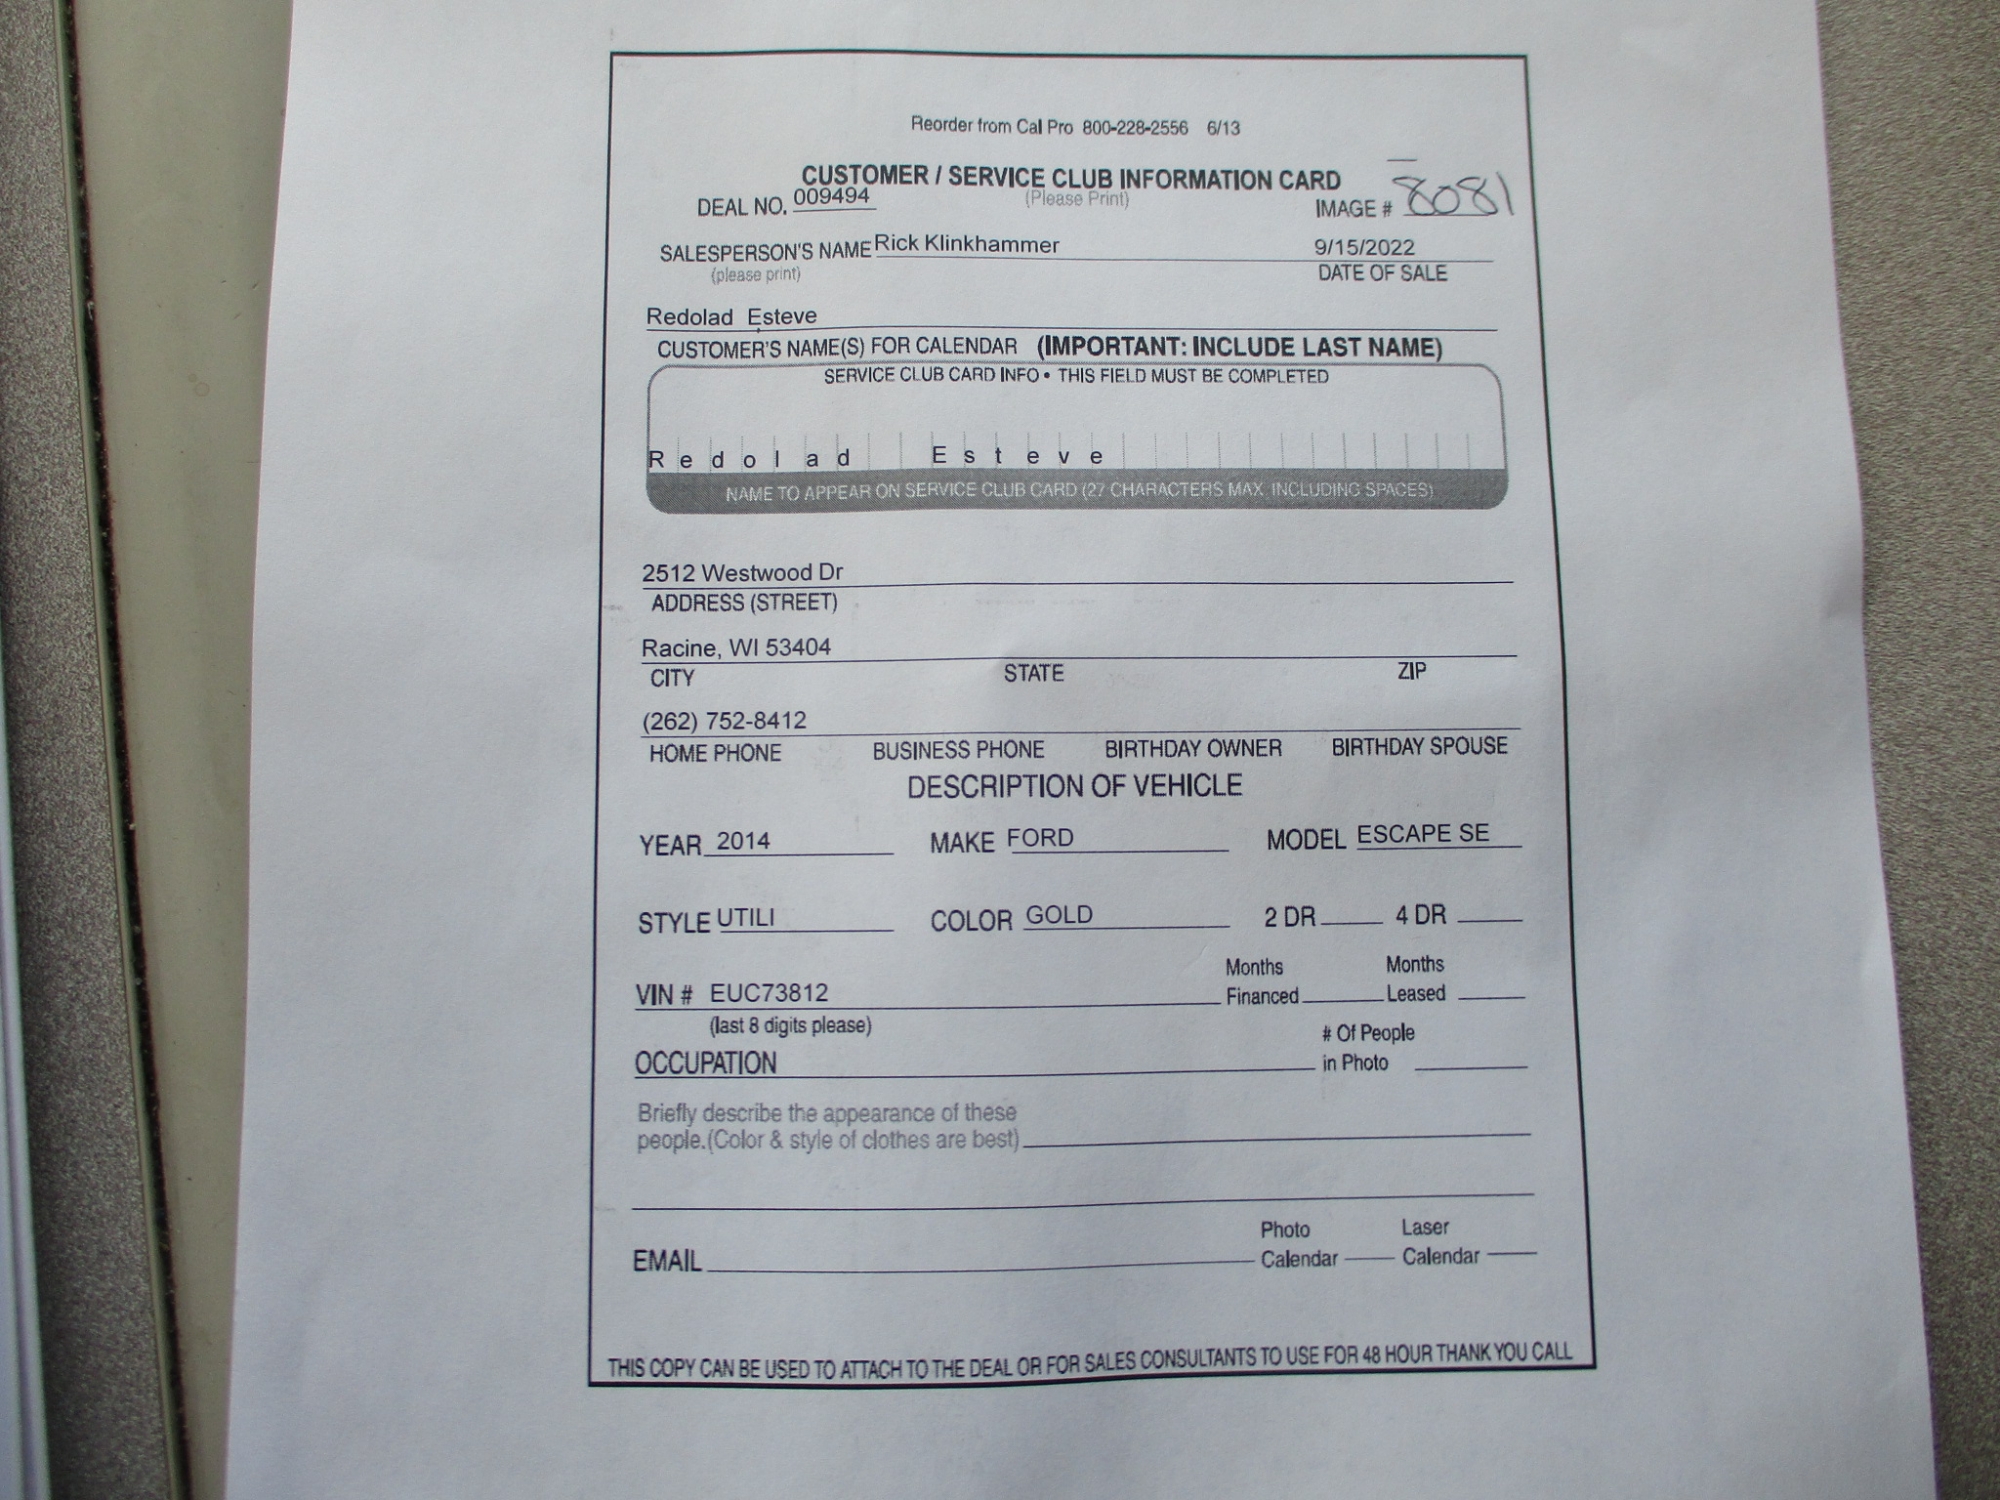 Reorder from Cal Pro 800-228-2556 6/13
CUSTOMER / SERVICE CLUB INFORMATION CARD
(Please Print)
DEAL NO. 009494
IMAGE # 8081
SALESPERSON'S NAME Rick Klinkhammer 9/15/2022
(please print) DATE OF SALE
Redolad Esteve
CUSTOMER'S NAME(S) FOR CALENDAR (IMPORTANT: INCLUDE LAST NAME)
SERVICE CLUB CARD INFO • THIS FIELD MUST BE COMPLETED
Redolad Esteve
NAME TO APPEAR ON SERVICE CLUB CARD (27 CHARACTERS MAX. INCLUDING SPACES)
2512 Westwood Dr
ADDRESS (STREET)
Racine, WI 53404
CITY STATE ZIP
(262) 752-8412
HOME PHONE BUSINESS PHONE BIRTHDAY OWNER BIRTHDAY SPOUSE
DESCRIPTION OF VEHICLE
YEAR 2014 MAKE FORD MODEL ESCAPE SE
STYLE UTILI COLOR GOLD 2 DR 4 DR
Months Months
VIN # EUC73812 Financed Leased
(last 8 digits please)
# Of People
OCCUPATION in Photo
Briefly describe the appearance of these
people.(Color & style of clothes are best)
Photo Laser
EMAIL Calendar Calendar
THIS COPY CAN BE USED TO ATTACH TO THE DEAL OR FOR SALES CONSULTANTS TO USE FOR 48 HOUR THANK YOU CALL